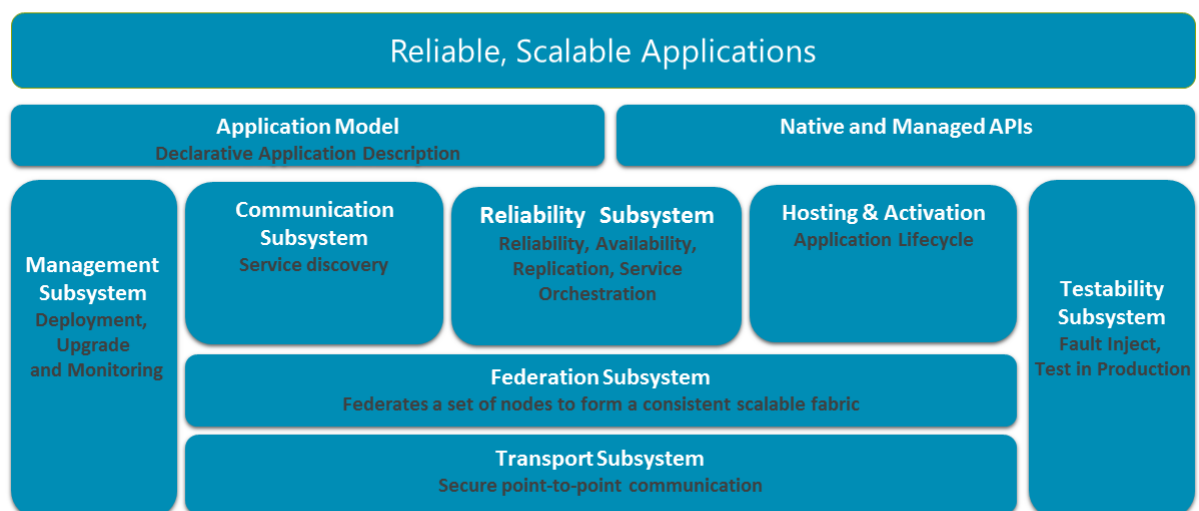 Reliable, Scalable Applications
Application Model
Declarative Application Description
Native and Managed APIs
Management
Subsystem
Deployment,
Upgrade
and Monitoring
Communication
Subsystem
Service discovery
Reliability Subsystem
Reliability, Availability,
Replication, Service
Orchestration
Hosting & Activation
Application Lifecycle
Testability
Subsystem
Fault Inject,
Test in Production
Federation Subsystem
Federates a set of nodes to form a consistent scalable fabric
Transport Subsystem
Secure point-to-point communication